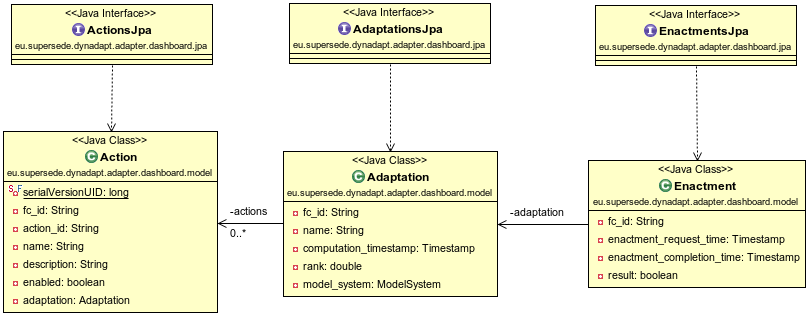 <<Java Interface>>
ActionsJpa
eu.supersede.dynadapt.adapter.dashboard.jpa
<<Java Interface>>
AdaptationsJpa
eu.supersede.dynadapt.adapter.dashboard.jpa
<<Java Interface>>
EnactmentsJpa
eu.supersede.dynadapt.adapter.dashboard.jpa
<<Java Class>>
Action
eu.supersede.dynadapt.adapter.dashboard.model
serialVersionUID: long
fc_id: String
action_id: String
name: String
description: String
enabled: boolean
adaptation: Adaptation
-actions
0..*
<<Java Class>>
Adaptation
eu.supersede.dynadapt.adapter.dashboard.model
fc_id: String
name: String
computation_timestamp: Timestamp
rank: double
model_system: ModelSystem
-adaptation
<<Java Class>>
Enactment
eu.supersede.dynadapt.adapter.dashboard.model
fc_id: String
enactment_request_time: Timestamp
enactment_completion_time: Timestamp
result: boolean